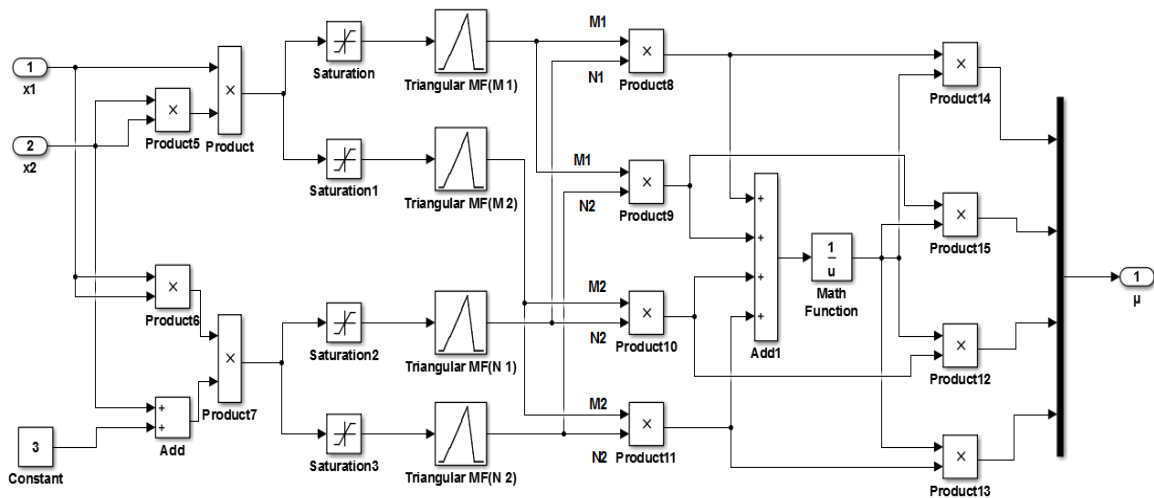 1
x1
2
x2
Product5
Product
Saturation
Triangular MF(M 1)
Saturation1
Triangular MF(M 2)
M1
N1
Product8
M1
N2
Product9
Product14
Product15
+
+
+
+
Add1
1
u
Math
Function
1
μ
Product6
Product7
Saturation2
Triangular MF(N 1)
M2
N2
Product10
Product12
3
Constant
+
+
Add
Saturation3
Triangular MF(N 2)
M2
N2
Product11
Product13